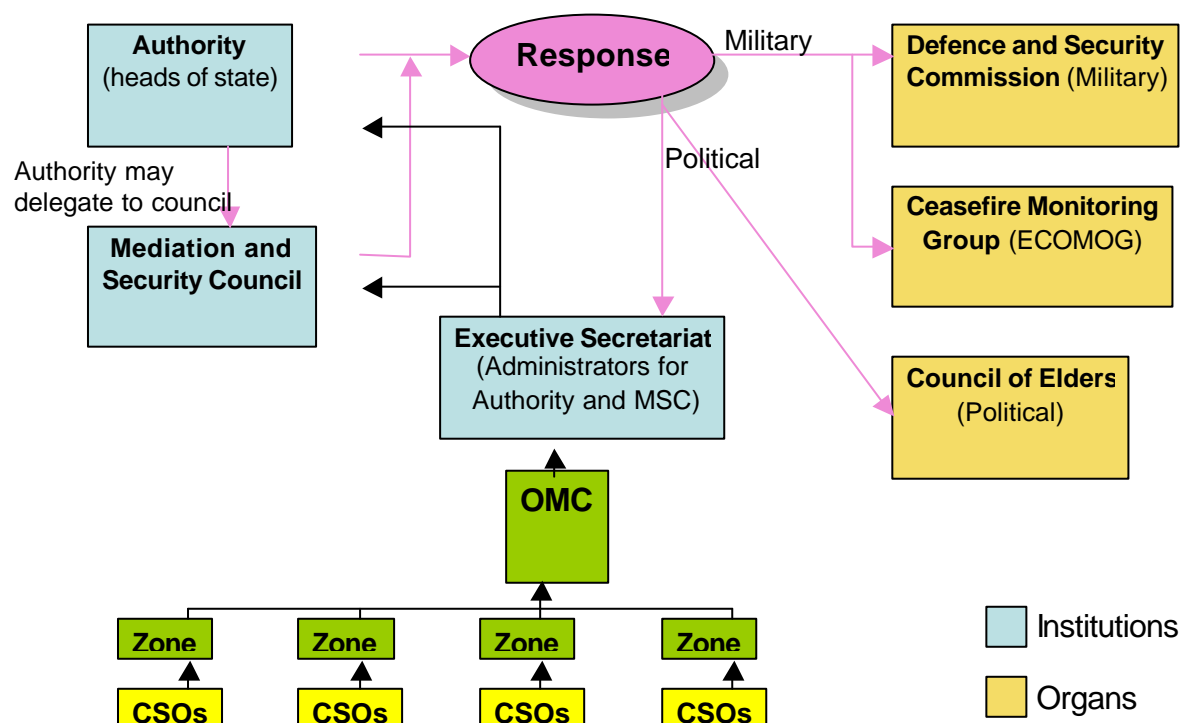 Authority
(heads of state)
Authority may
delegate to council
Mediation and
Security Council
Response
Military
Political
Defence and Security
Commission (Military)
Ceasefire Monitoring
Group (ECOMOG)
Council of Elders
(Political)
Executive Secretariat
(Administrators for
Authority and MSC)
OMC
Zone
Zone
Zone
Zone
CSOs
CSOs
CSOs
CSOs
Institutions
Organs